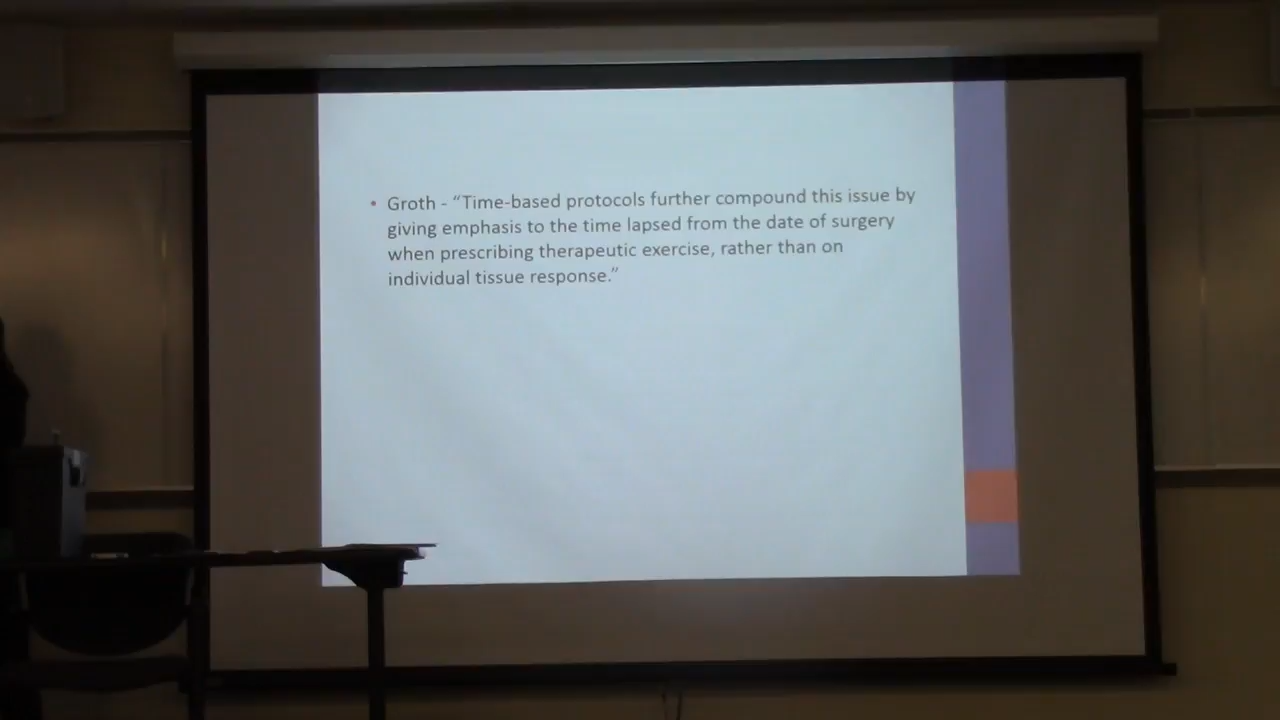 • Groth - “Time-based protocols further compound this issue by
giving emphasis to the time lapsed from the date of surgery
when prescribing therapeutic exercise, rather than on
individual tissue response.”